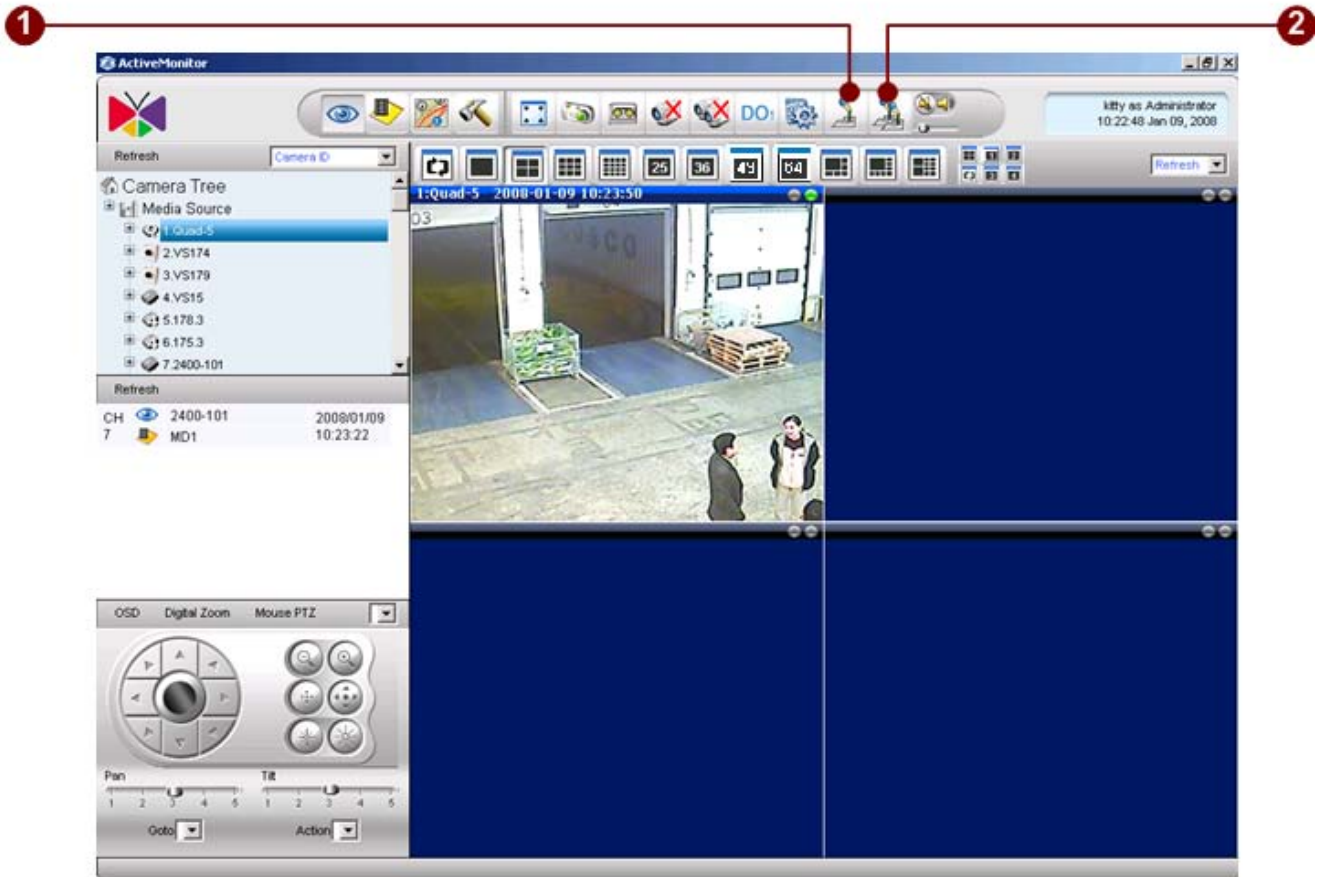 1
2
ActiveMonitor
DO
kitty as Administrator
10:22:48 Jan 09, 2008
Refresh
Camera ID
25
36
49
64
Refresh
Camera Tree
Media Source
1.Quad-5
2.VS174
3.VS179
4.VS15
5.178.3
6.175.3
7.2400-101
1:Quad-5 2008-01-09 10:23:50
03
Refresh
CH 2400-101 2008/01/09
7 MD1 10:23:22
OSD Digital Zoom Mouse PTZ
Pan Tilt
1 2 3 4 5 1 2 3 4 5
Goto Action